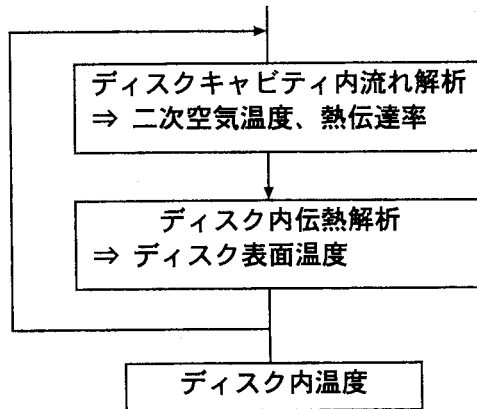 ディスクキャビティ内流れ解析
⇒ 二次空気温度、熱伝達率
ディスク内伝熱解析
⇒ ディスク表面温度
ディスク内温度